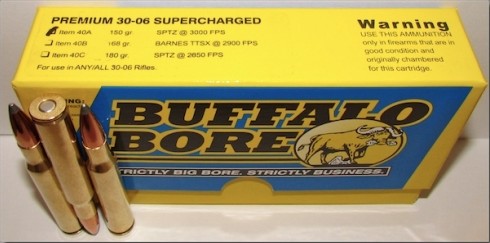 PREMIUM 30-06 SUPERCHARGED
Item 40A 150 gr SPTZ @ 3000 FPS
Item 40B 168 gr. BARNES TTSX @ 2900 FPS
Item 40C 180 gr. SPTZ @ 2850 FPS
For use in ANY/ALL 30-06 Rifles.
Warning
USE THIS AMMUNITION
only in firearms that are in
good condition and
originally chambered
for this cartridge.
BUFFALO
BORE
STRICTLY BIG BORE. STRICTLY BUSINESS.